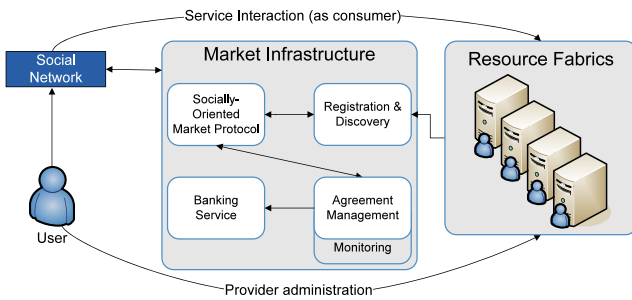 Service Interaction (as consumer)
Social
Network
Market Infrastructure
Resource Fabrics
Socially-
Oriented
Market Protocol
Registration &
Discovery
Banking
Service
Agreement
Management
Monitoring
User
Provider administration